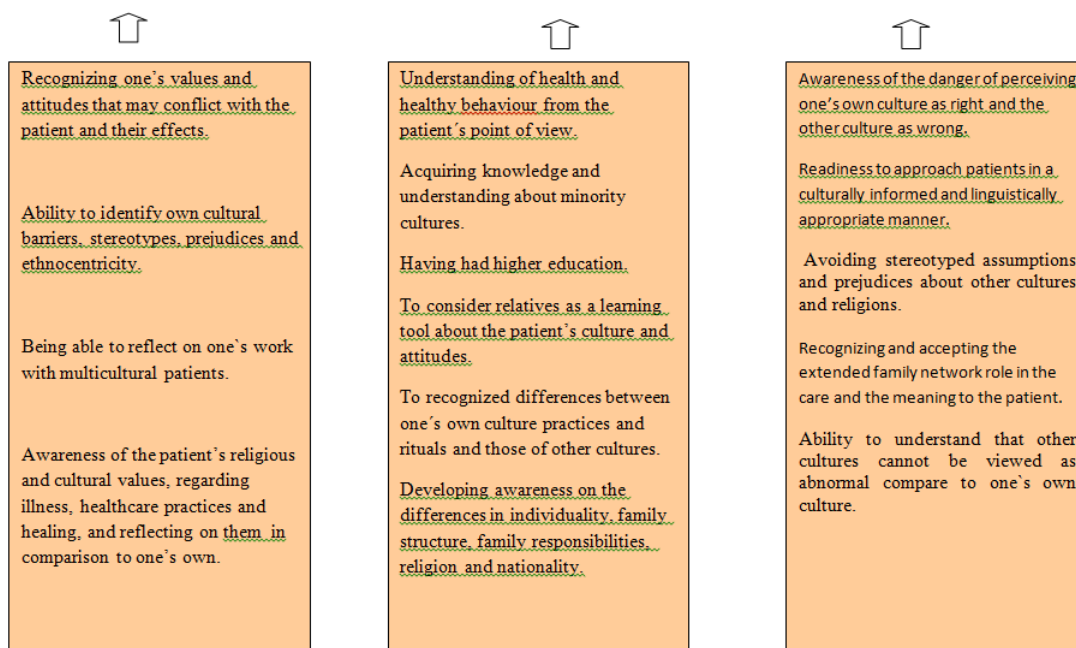 Recognizing one’s values and
attitudes that may conflict with the
patient and their effects.
Ability to identify own cultural
barriers, stereotypes, prejudices and
ethnocentricity.
Being able to reflect on one`s work
with multicultural patients.
Awareness of the patient’s religious
and cultural values, regarding
illness, healthcare practices and
healing, and reflecting on them in
comparison to one’s own.
Understanding of health and
healthy behaviour from the
patient´s point of view.
Acquiring knowledge and
understanding about minority
cultures.
Having had higher education.
To consider relatives as a learning
tool about the patient’s culture and
attitudes.
To recognized differences between
one´s own culture practices and
rituals and those of other cultures.
Developing awareness on the
differences in individuality, family
structure, family responsibilities,
religion and nationality.
Awareness of the danger of perceiving
one’s own culture as right and the
other culture as wrong.
Readiness to approach patients in a
culturally informed and linguistically
appropriate manner.
Avoiding stereotyped assumptions
and prejudices about other cultures
and religions.
Recognizing and accepting the
extended family network role in the
care and the meaning to the patient.
Ability to understand that other
cultures cannot be viewed as
abnormal compare to one`s own
culture.